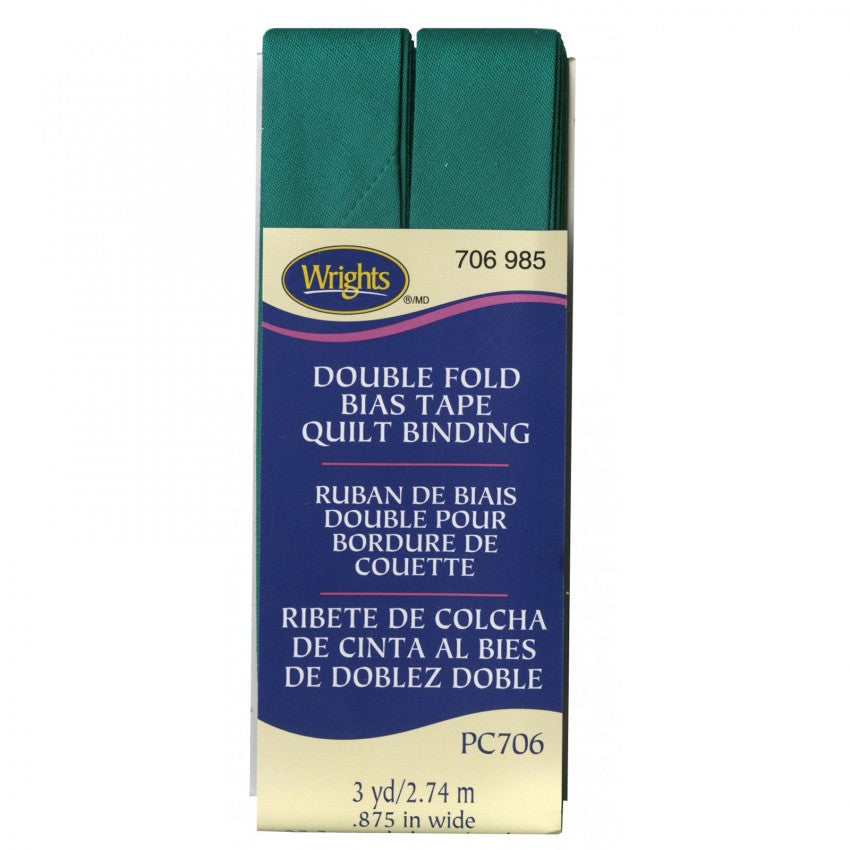 Wrights
®/MD
706 985
DOUBLE FOLD
BIAS TAPE
QUILT BINDING
RUBAN DE BIAIS
DOUBLE POUR
BORDURE DE
COUETTE
RIBETE DE COLCHA
DE CINTA AL BIES
DE DOBLEZ DOBLE
PC706
3 yd/2.74 m
.875 in wide